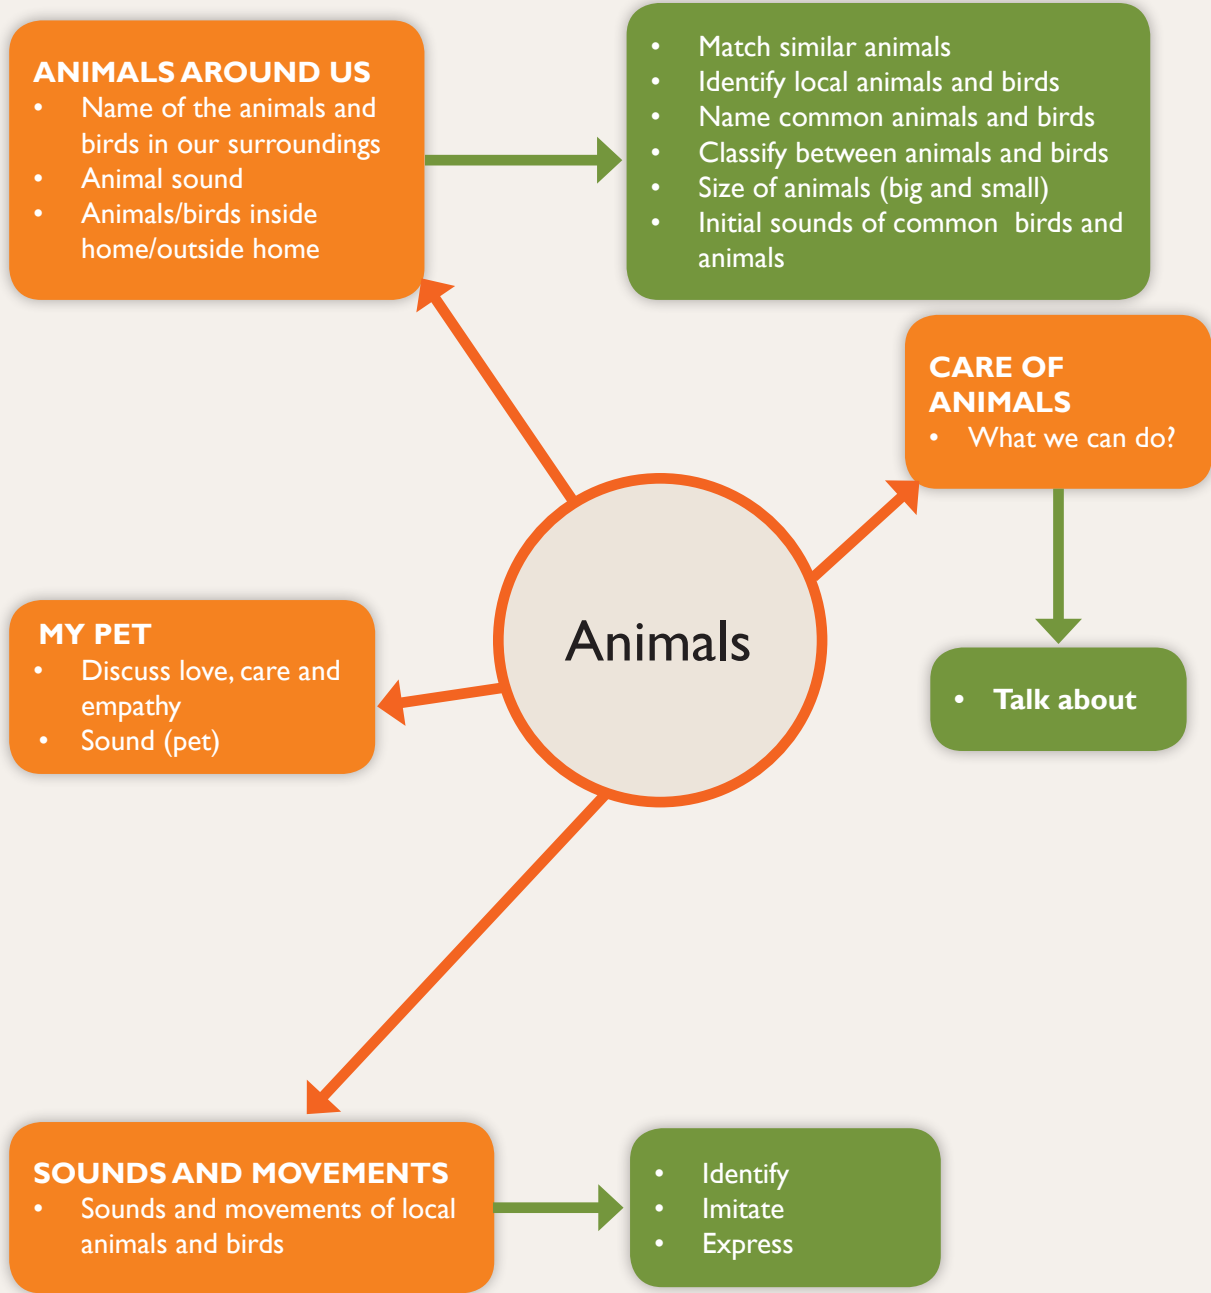 ANIMALS AROUND US
• Name of the animals and
birds in our surroundings
• Animal sound
• Animals/birds inside
home/outside home
• Match similar animals
• Identify local animals and birds
• Name common animals and birds
• Classify between animals and birds
• Size of animals (big and small)
• Initial sounds of common birds and
animals
CARE OF
ANIMALS
• What we can do?
Animals
MY PET
• Discuss love, care and
empathy
• Sound (pet)
• Talk about
SOUNDS AND MOVEMENTS
• Sounds and movements of local
animals and birds
• Identify
• Imitate
• Express